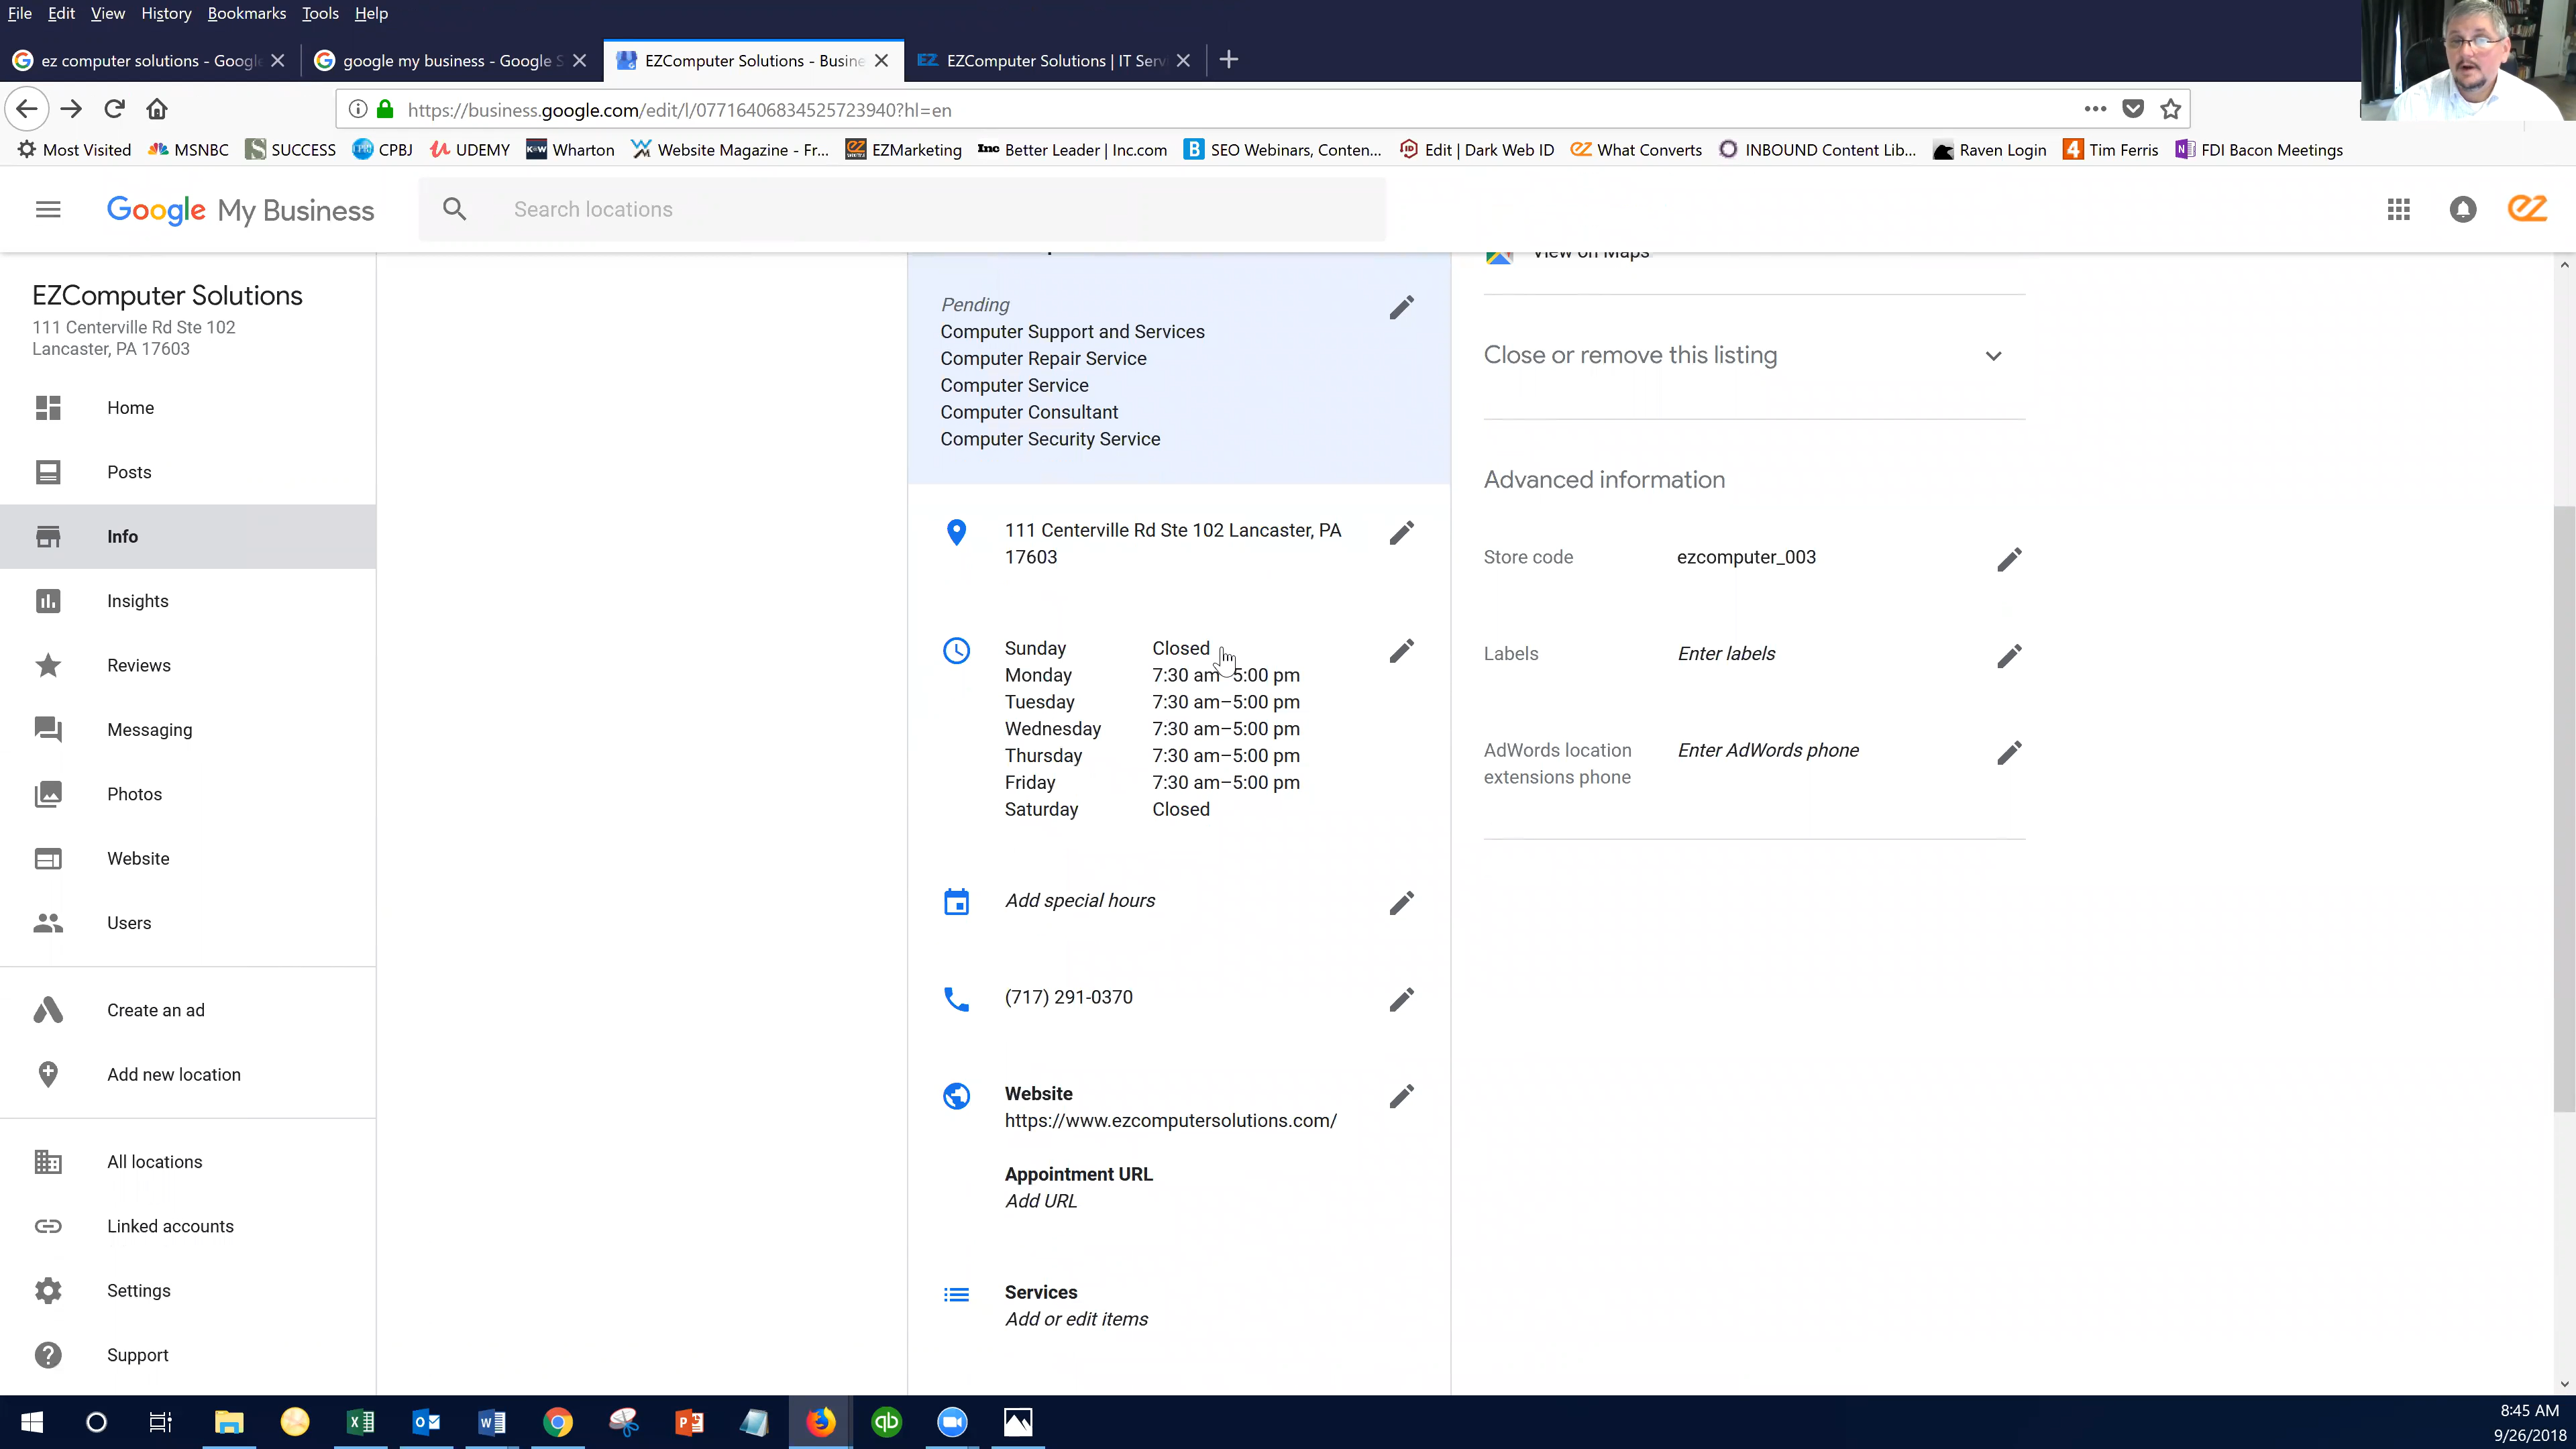 File Edit View History Bookmarks Tools Help
ez computer solutions - Google
google my business - Google S
EZComputer Solutions - Busine
EZ EZComputer Solutions | IT Serv
https://business.google.com/edit/l/07716406834525723940?hl=en
Most Visited MSNBC SUCCESS CPBJ UDEMY Wharton Website Magazine - Fr... EZMarketing Inc Better Leader | Inc.com SEO Webinars, Conten... Edit | Dark Web ID What Converts INBOUND Content Lib... Raven Login Tim Ferris FDI Bacon Meetings
Google My Business
Search locations
ez
EZComputer Solutions
111 Centerville Rd Ste 102
Lancaster, PA 17603
Home
Posts
Info
Insights
Reviews
Messaging
Photos
Website
Users
Create an ad
Add new location
All locations
Linked accounts
Settings
Support
Pending
Computer Support and Services
Computer Repair Service
Computer Service
Computer Consultant
Computer Security Service
111 Centerville Rd Ste 102 Lancaster, PA
17603
Sunday Closed
Monday 7:30 am–5:00 pm
Tuesday 7:30 am–5:00 pm
Wednesday 7:30 am–5:00 pm
Thursday 7:30 am–5:00 pm
Friday 7:30 am–5:00 pm
Saturday Closed
Add special hours
(717) 291-0370
Website
https://www.ezcomputersolutions.com/
Appointment URL
Add URL
Services
Add or edit items
View on Maps
Close or remove this listing
Advanced information
Store code ezcomputer_003
Labels Enter labels
AdWords location Enter AdWords phone
extensions phone
8:45 AM
9/26/2018